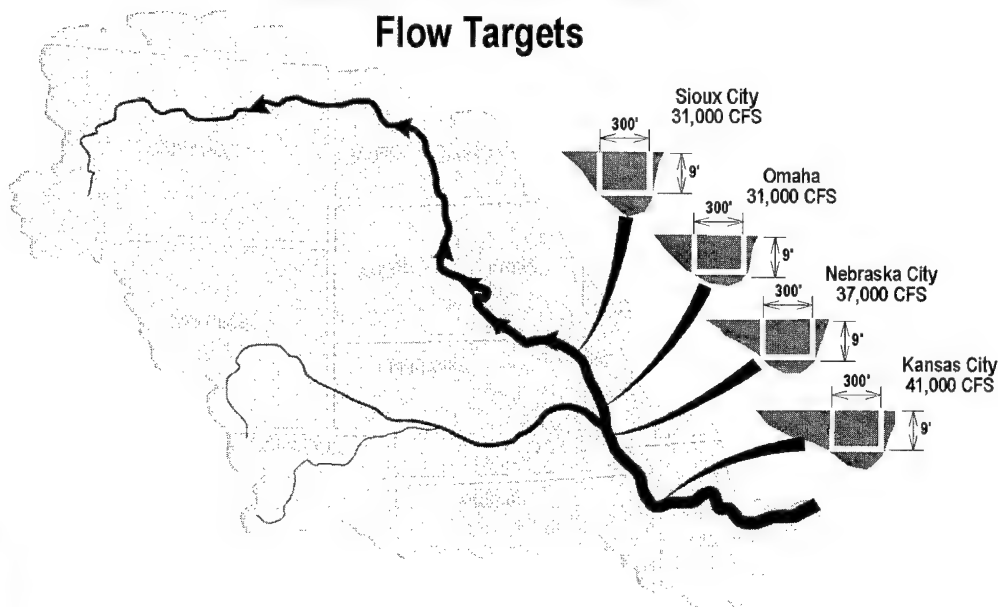 Flow Targets
Sioux City
31,000 CFS
300'
9'
Omaha
31,000 CFS
300'
9'
Nebraska City
37,000 CFS
300'
9'
Kansas City
41,000 CFS
300'
9'